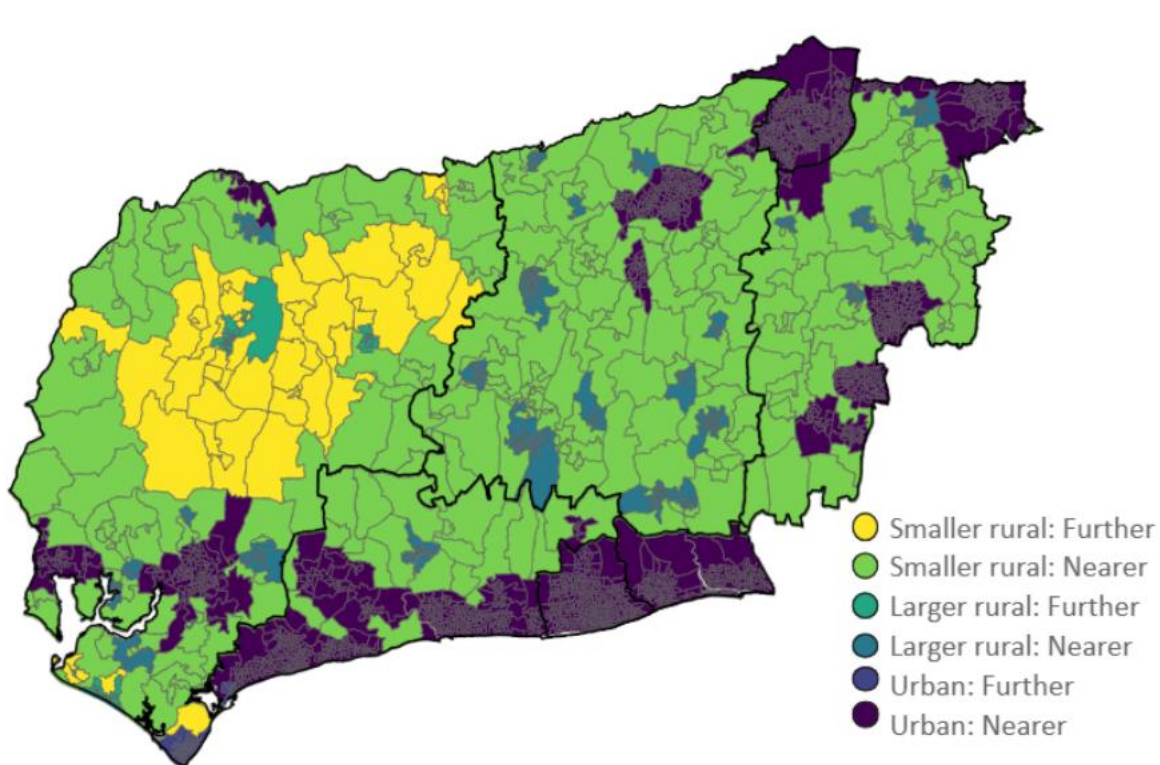 Smaller rural: Further
Smaller rural: Nearer
Larger rural: Further
Larger rural: Nearer
Urban: Further
Urban: Nearer